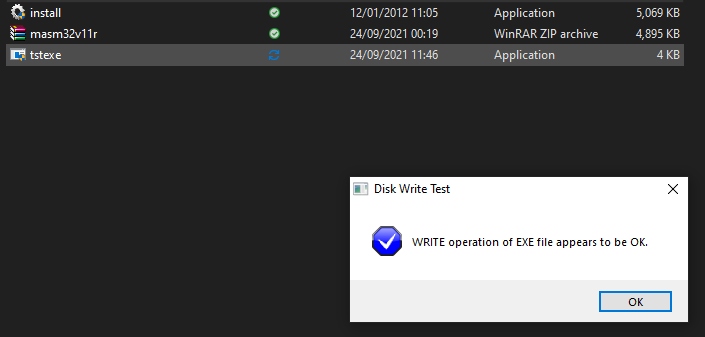 install 12/01/2012 11:05 Application 5,069 KB
masm32v11r 24/09/2021 00:19 WinRAR ZIP archive 4,895 KB
tstexe 24/09/2021 11:46 Application 4 KB
Disk Write Test
WRITE operation of EXE file appears to be OK.
OK